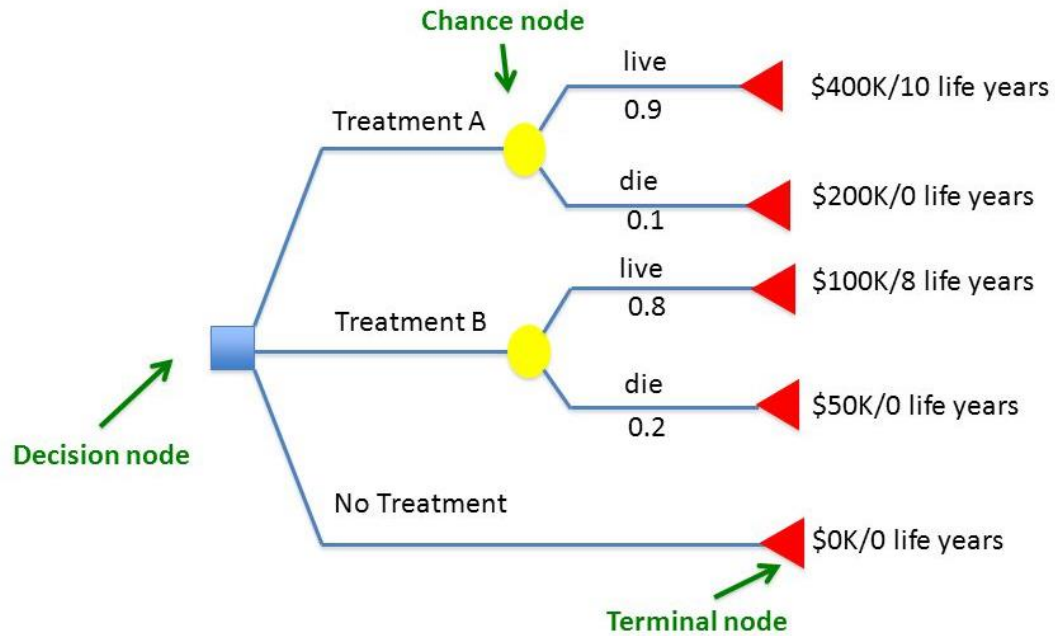 Chance node
live
$400K/10 life years
0.9
Treatment A
die
$200K/0 life years
0.1
live
$100K/8 life years
0.8
Treatment B
die
$50K/0 life years
0.2
Decision node
No Treatment
$0K/0 life years
Terminal node